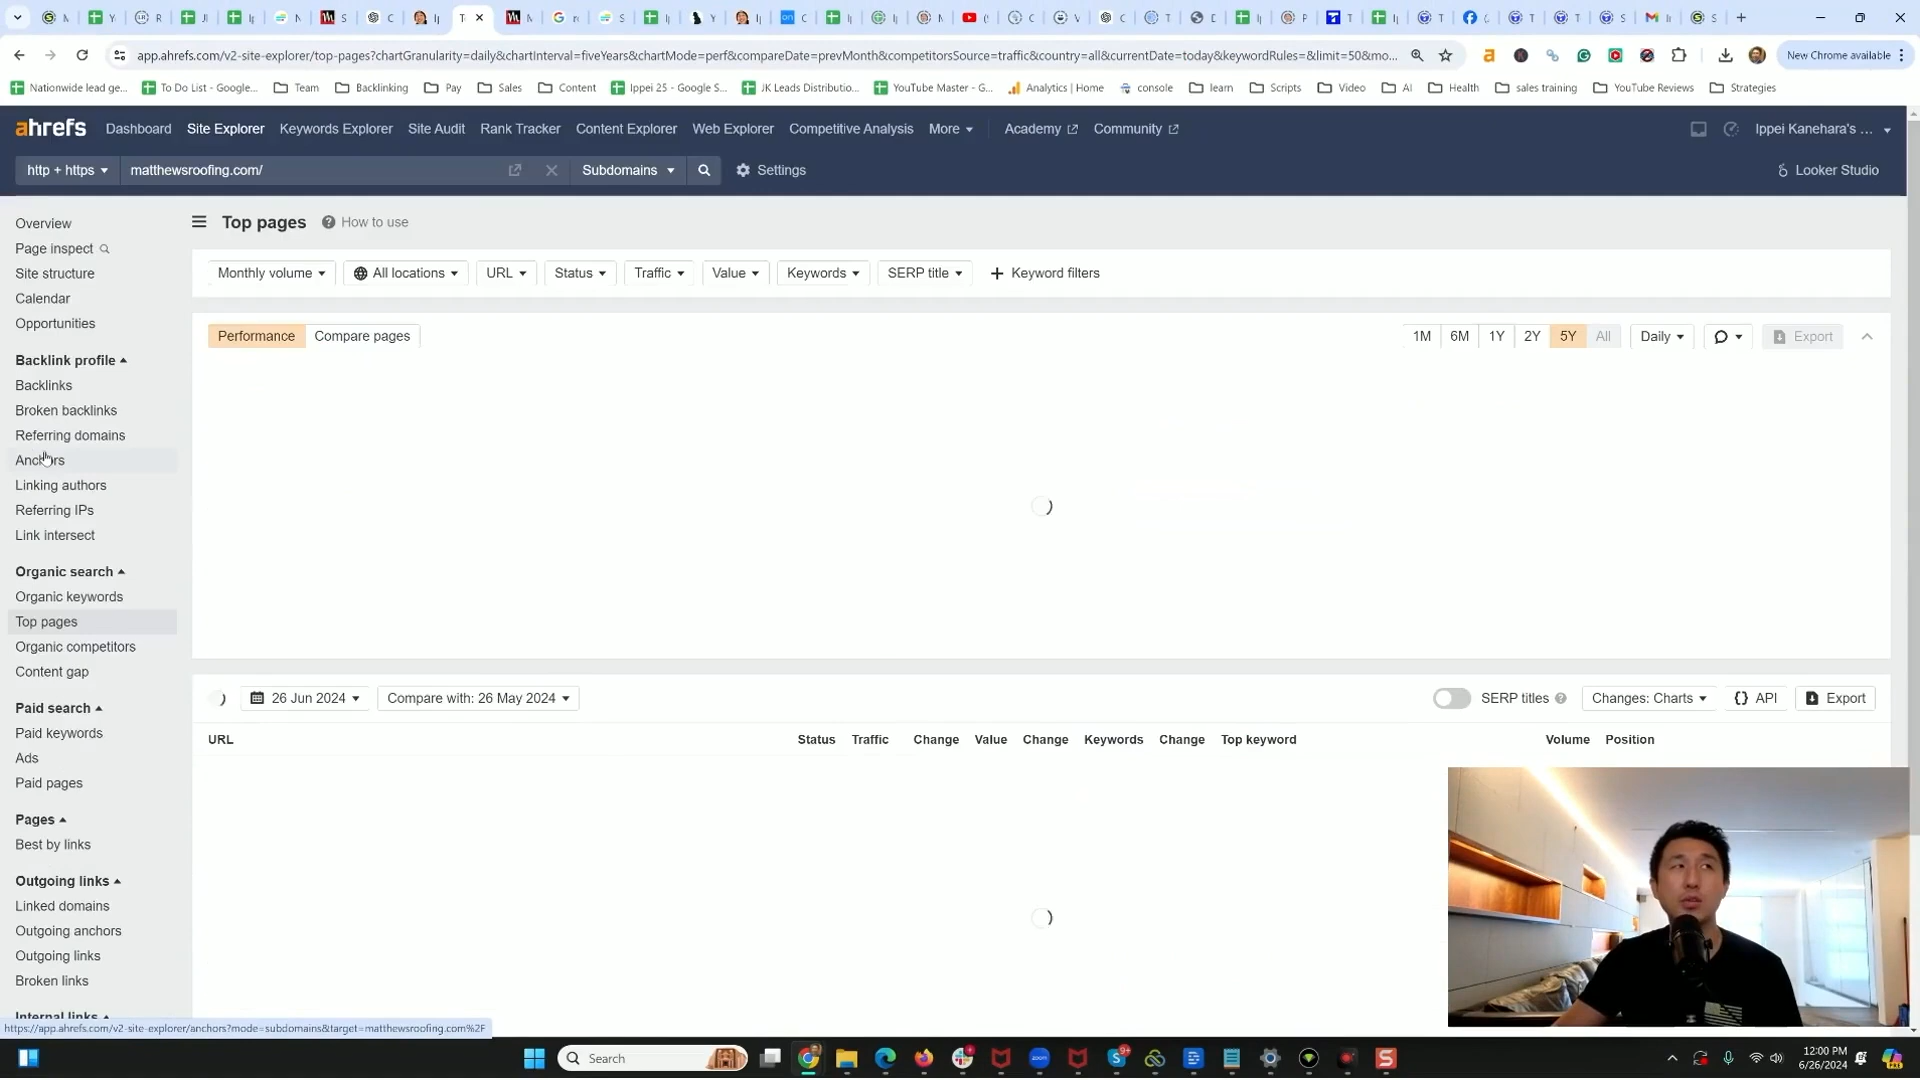 app.ahrefs.com/v2-site-explorer/top-pages?chartGranularity=daily&chartInterval=fiveYears&chartMode=perf&compareDate=prevMonth&competitorsSource=traffic&country=all&currentDate=today&keywordRules=&limit=50&mo...
New Chrome available
Nationwide lead ge...
To Do List - Google...
Team
Backlinking
Pay
Sales
Content
Ippei 25 - Google S...
JK Leads Distributio...
YouTube Master - G...
Analytics | Home
console
learn
Scripts
Video
AI
Health
sales training
YouTube Reviews
Strategies
ahrefs
Dashboard
Site Explorer
Keywords Explorer
Site Audit
Rank Tracker
Content Explorer
Web Explorer
Competitive Analysis
More
Academy
Community
Ippei Kanehara's ...
http + https
matthewsroofing.com/
Subdomains
Settings
Looker Studio
Overview
Page inspect
Site structure
Calendar
Opportunities
Backlink profile
Backlinks
Broken backlinks
Referring domains
Anchors
Linking authors
Referring IPs
Link intersect
Organic search
Organic keywords
Top pages
Organic competitors
Content gap
Paid search
Paid keywords
Ads
Paid pages
Pages
Best by links
Outgoing links
Linked domains
Outgoing anchors
Outgoing links
Broken links
Internal links
https://app.ahrefs.com/v2-site-explorer/anchors?mode=subdomains&target=matthewsroofing.com%2F
Top pages
How to use
Monthly volume
All locations
URL
Status
Traffic
Value
Keywords
SERP title
Keyword filters
Performance
Compare pages
1M
6M
1Y
2Y
5Y
All
Daily
Export
26 Jun 2024
Compare with: 26 May 2024
SERP titles
Changes: Charts
API
Export
URL
Status
Traffic
Change
Value
Change
Keywords
Change
Top keyword
Volume
Position
Search
12:00 PM
6/26/2024